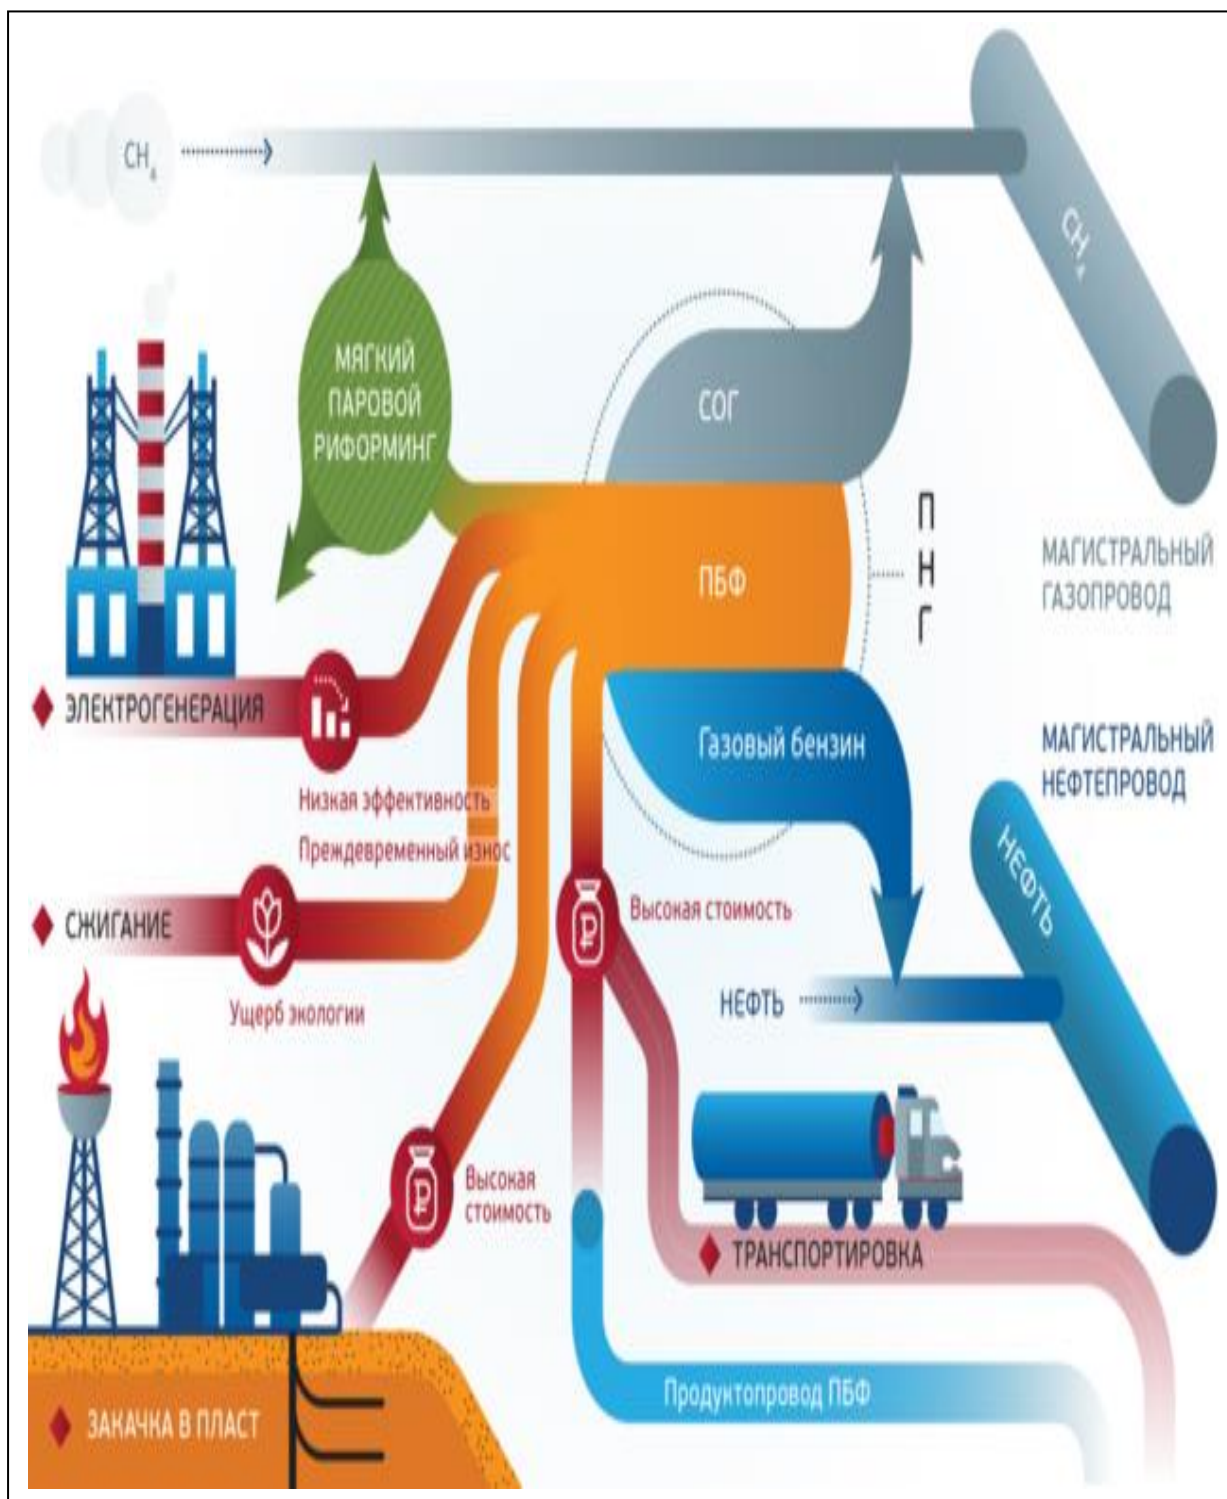 CH4
CH4
МЯГКИЙ
ПАРОВОЙ
РИФОРМИНГ
СОГ
ПБФ
Газовый бензин
П
Н
Г
МАГИСТРАЛЬНЫЙ
ГАЗОПРОВОД
ЭЛЕКТРОГЕНЕРАЦИЯ
МАГИСТРАЛЬНЫЙ
НЕФТЕПРОВОД
Низкая эффективность
Преждевременный износ
НЕФТЬ
СЖИГАНИЕ
Высокая стоимость
Ущерб экологии
НЕФТЬ
Высокая
стоимость
ТРАНСПОРТИРОВКА
Продуктопровод ПБФ
ЗАКАЧКА В ПЛАСТ